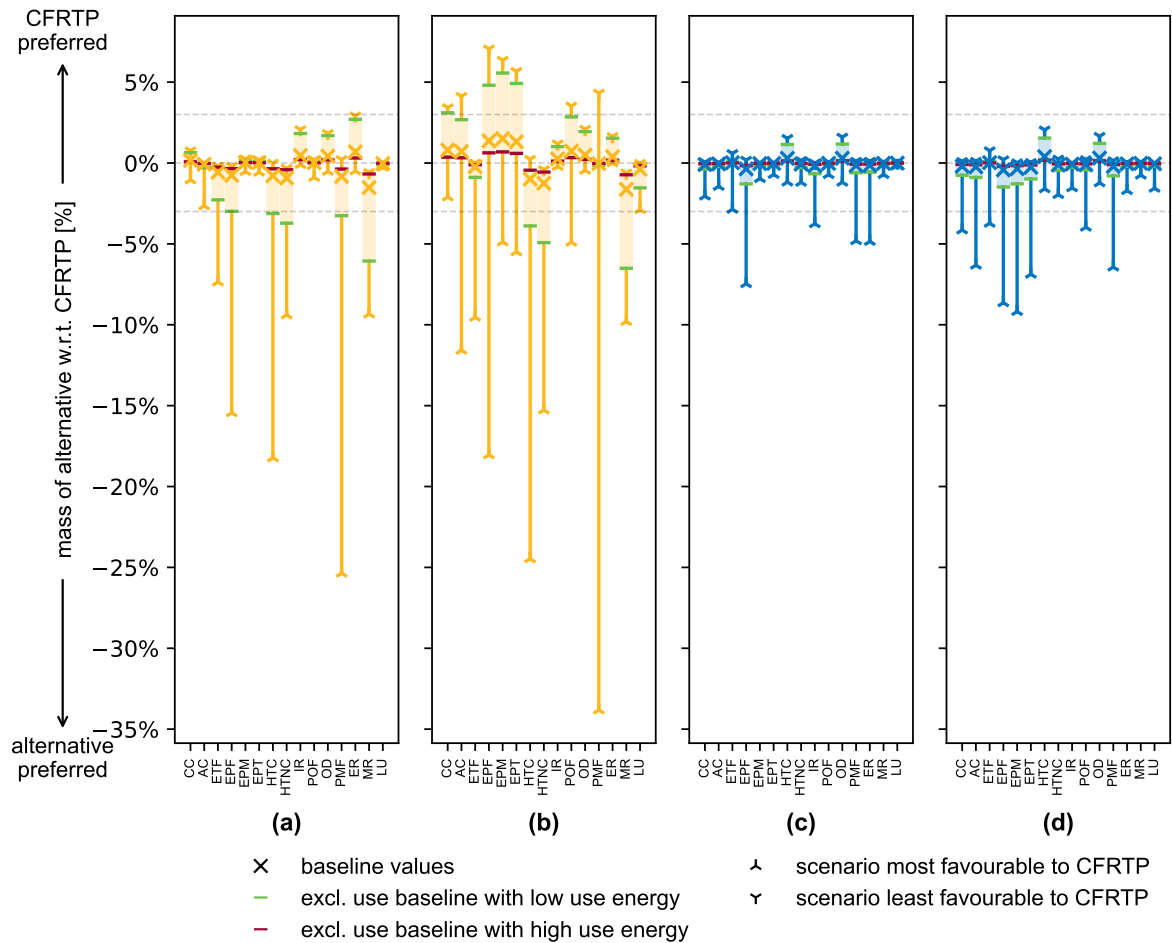 CFRTP
preferred
mass of alternative w.r.t. CFRTP [%]
alternative
preferred
5%
0%
−5%
−10%
−15%
−20%
−25%
−30%
−35%
CC AC ETF EPF EPM EPT HTC HTNC IR POF OD PMF ER MR LU
CC AC ETF EPF EPM EPT HTC HTNC IR POF OD PMF ER MR LU
CC AC ETF EPF EPM EPT HTC HTNC IR POF OD PMF ER MR LU
CC AC ETF EPF EPM EPT HTC HTNC IR POF OD PMF ER MR LU
(a) (b) (c) (d)
baseline values
excl. use baseline with low use energy
excl. use baseline with high use energy
scenario most favourable to CFRTP
scenario least favourable to CFRTP